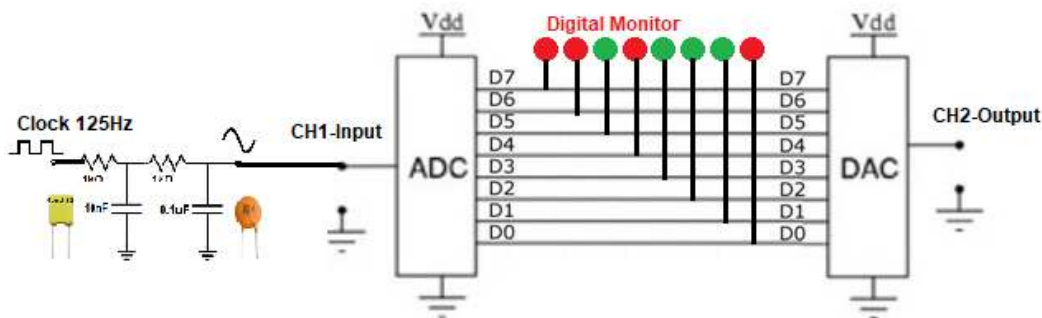 Digital Monitor
Vdd
Vdd
Clock 125Hz
CH1-Input
ADC
D7
D6
D5
D4
D3
D2
D1
D0
D7
D6
D5
D4
D3
D2
D1
D0
DAC
CH2-Output
0.1uF